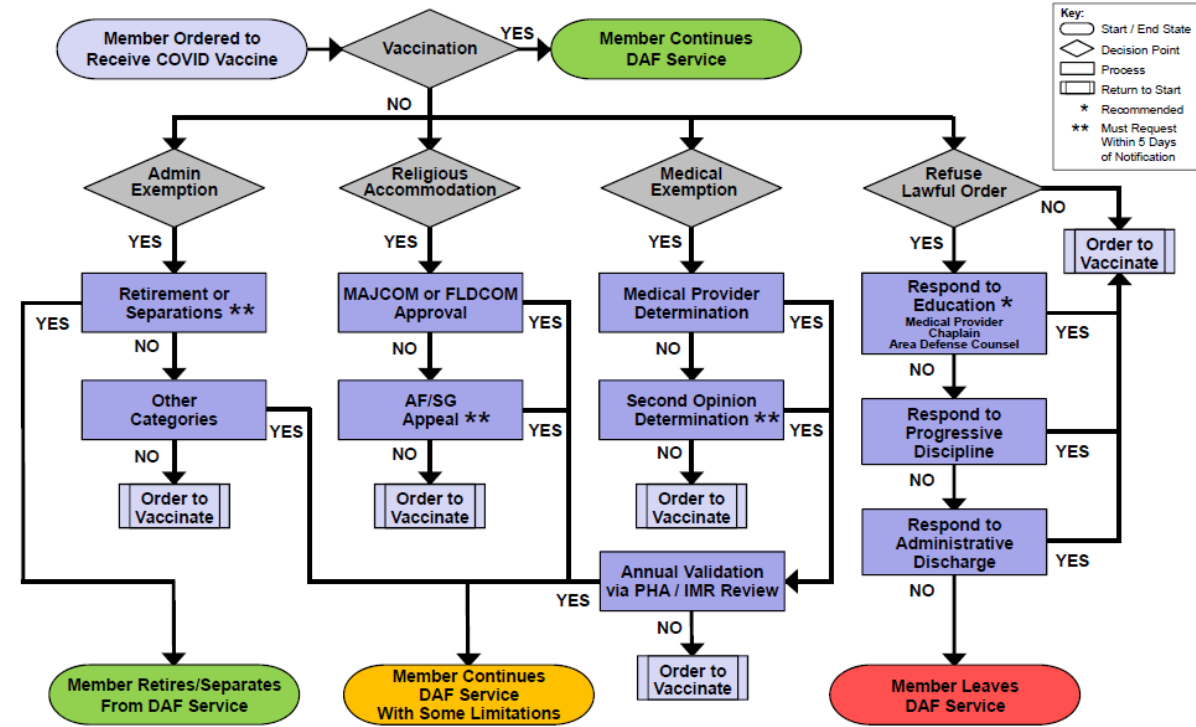 Member Ordered to
Receive COVID Vaccine
Vaccination
YES
Member Continues
DAF Service
Key:
Start / End State
Decision Point
Process
Return to Start
* Recommended
** Must Request
Within 5 Days
of Notification
NO
Admin
Exemption
Religious
Accommodation
Medical
Exemption
Refuse
Lawful Order
NO
YES
YES
YES
YES
Order to
Vaccinate
Retirement or
Separations **
YES
MAJCOM or FLDCOM
Approval
YES
Medical Provider
Determination
YES
Respond to
Education *
Medical Provider
Chaplain
Area Defense Counsel
YES
NO
NO
NO
NO
Other
Categories
YES
AF/SG
Appeal **
YES
Second Opinion
Determination **
YES
Respond to
Progressive
Discipline
YES
NO
NO
NO
NO
Order to
Vaccinate
Order to
Vaccinate
Order to
Vaccinate
Respond to
Administrative
Discharge
YES
Annual Validation
via PHA / IMR Review
YES
NO
NO
Order to
Vaccinate
Member Retires/Separates
From DAF Service
Member Continues
DAF Service
With Some Limitations
Member Leaves
DAF Service